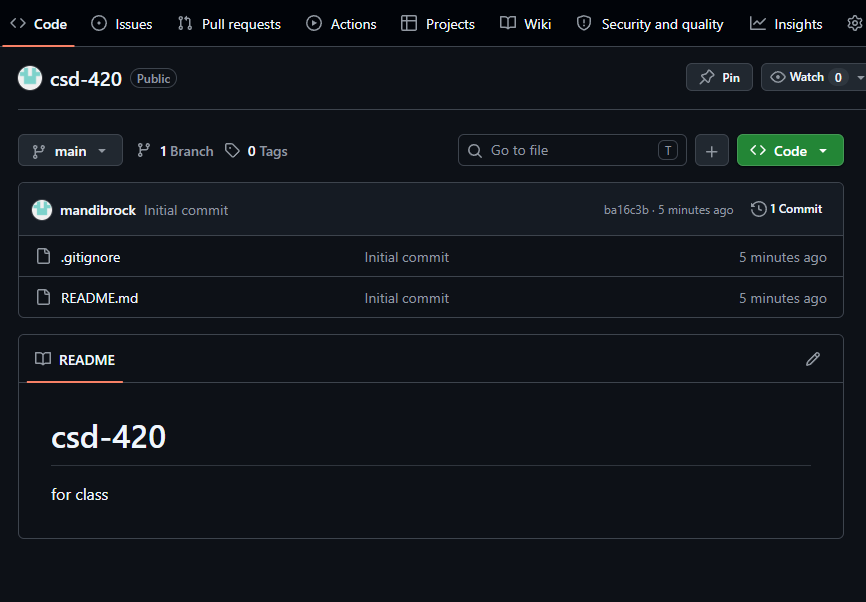 Code Issues Pull requests Actions Projects Wiki Security and quality Insights
csd-420 Public Pin Watch 0
main 1 Branch 0 Tags Go to file T Code
mandibrock Initial commit ba16c3b · 5 minutes ago 1 Commit
.gitignore Initial commit 5 minutes ago
README.md Initial commit 5 minutes ago
README
csd-420
for class